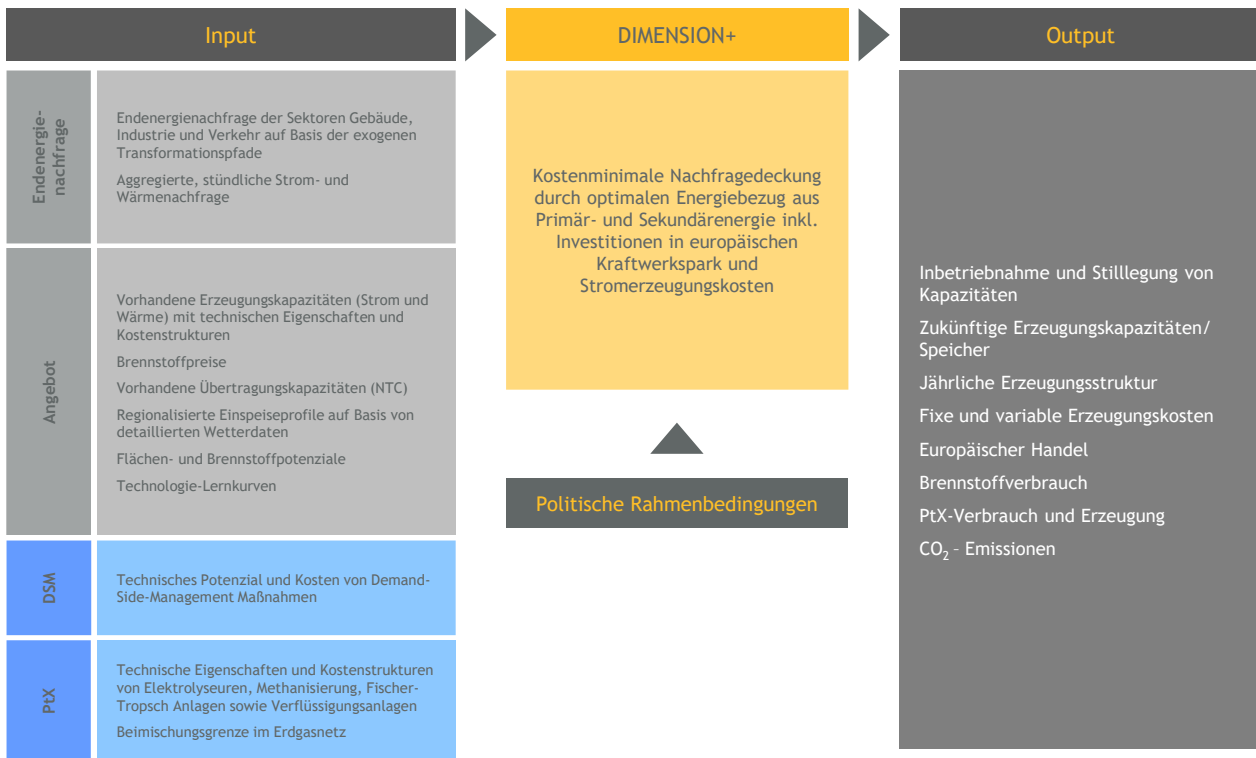 Input
DIMENSION+
Output
Endenergie-
nachfrage
Endenergienachfrage der Sektoren Gebäude,
Industrie und Verkehr auf Basis der exogenen
Transformationspfade
Aggregierte, stündliche Strom- und
Wärmenachfrage
Angebot
Vorhandene Erzeugungskapazitäten (Strom und
Wärme) mit technischen Eigenschaften und
Kostenstrukturen
Brennstoffpreise
Vorhandene Übertragungskapazitäten (NTC)
Regionalisierte Einspeiseprofile auf Basis von
detaillierten Wetterdaten
Flächen- und Brennstoffpotenziale
Technologie-Lernkurven
DSM
Technisches Potenzial und Kosten von Demand-
Side-Management Maßnahmen
PtX
Technische Eigenschaften und Kostenstrukturen
von Elektrolyseuren, Methanisierung, Fischer-
Tropsch Anlagen sowie Verflüssigungsanlagen
Beimischungsgrenze im Erdgasnetz
Kostenminimale Nachfragedeckung
durch optimalen Energiebezug aus
Primär- und Sekundärenergie inkl.
Investitionen in europäischen
Kraftwerkspark und
Stromerzeugungskosten
Politische Rahmenbedingungen
Inbetriebnahme und Stilllegung von
Kapazitäten
Zukünftige Erzeugungskapazitäten/
Speicher
Jährliche Erzeugungsstruktur
Fixe und variable Erzeugungskosten
Europäischer Handel
Brennstoffverbrauch
PtX-Verbrauch und Erzeugung
CO₂ – Emissionen